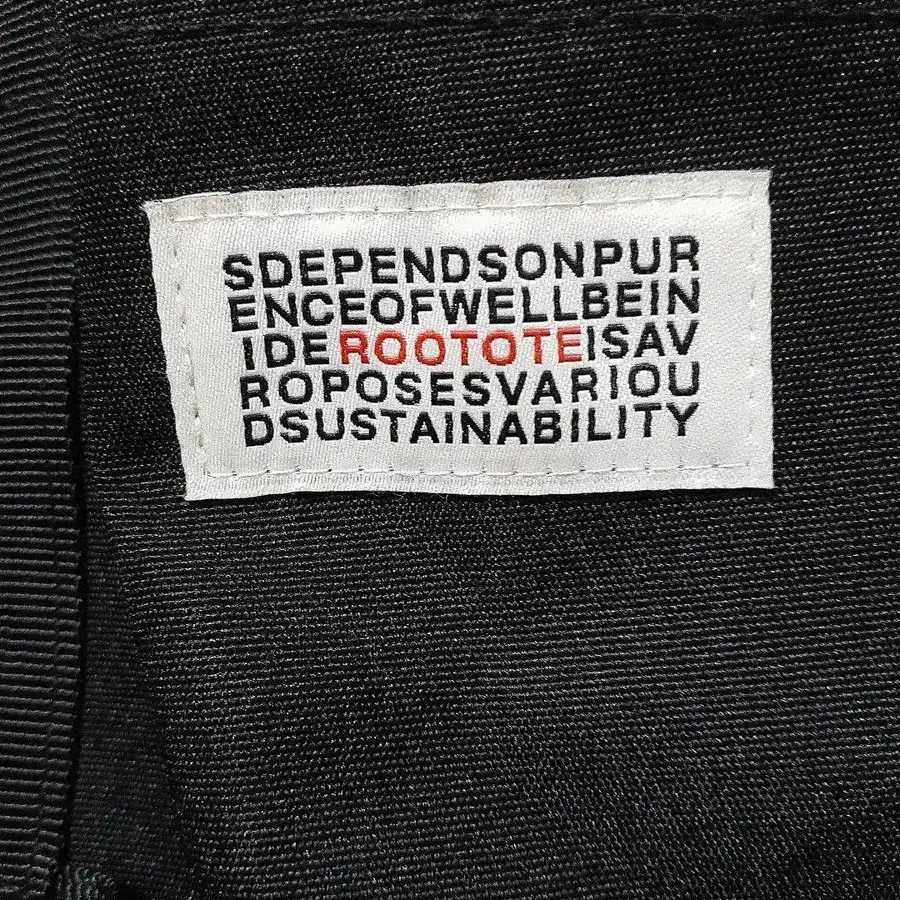 SDEPENDSONPUR
ENCEOFWELLBEIN
IDEROOTOTEISAV
ROPOSESVARIOU
DSUSTAINABILITY